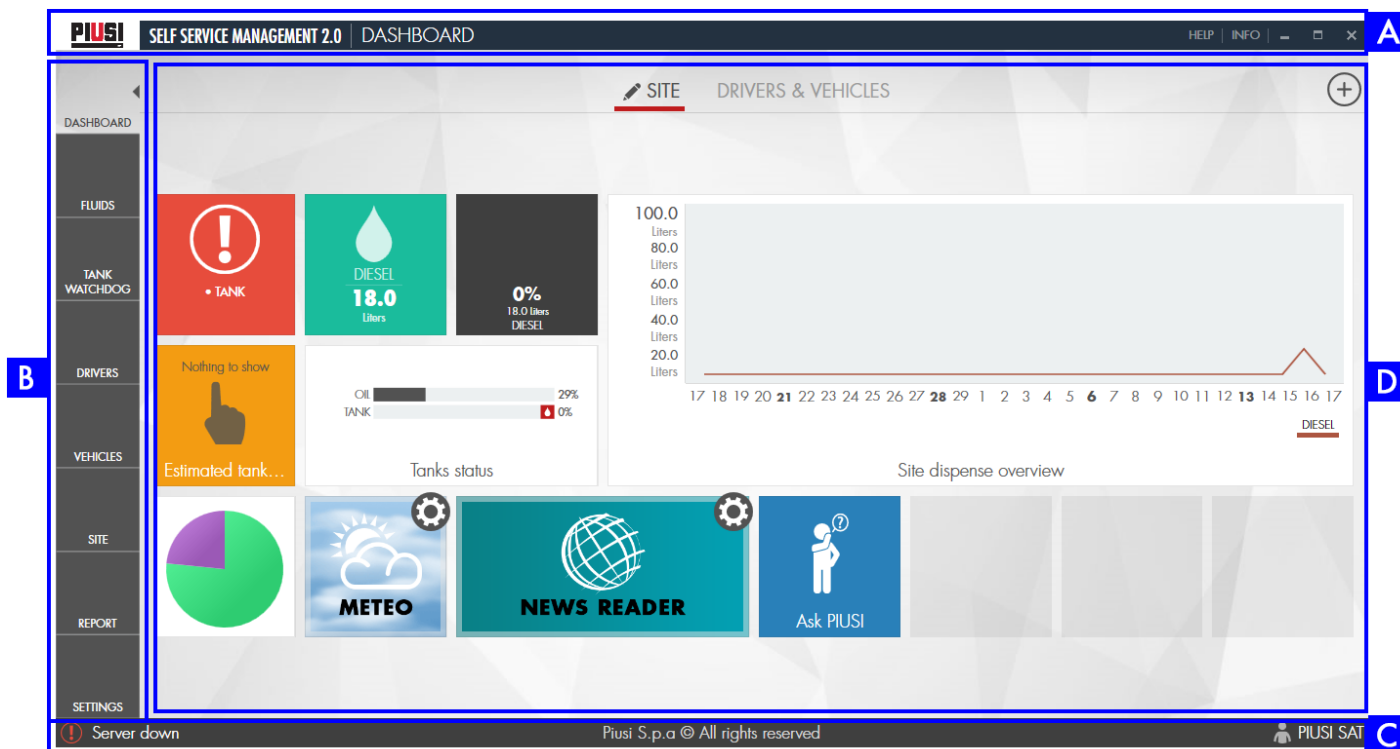 PIUSI SELF SERVICE MANAGEMENT 2.0 DASHBOARD HELP INFO
A
SITE DRIVERS & VEHICLES
DASHBOARD
FLUIDS
TANK
WATCHDOG
DRIVERS
VEHICLES
SITE
REPORT
SETTINGS
B
• TANK
DIESEL
18.0
Liters
0%
18.0 liters
DIESEL
100.0
Liters
80.0
Liters
60.0
Liters
40.0
Liters
20.0
Liters
17 18 19 20 21 22 23 24 25 26 27 28 29 1 2 3 4 5 6 7 8 9 10 11 12 13 14 15 16 17
DIESEL
Site dispense overview
D
Nothing to show
Estimated tank...
OIL 29%
TANK 0%
Tanks status
METEO
NEWS READER
?
Ask PIUSI
Server down Piusi S.p.a © All rights reserved PIUSI SAT
C